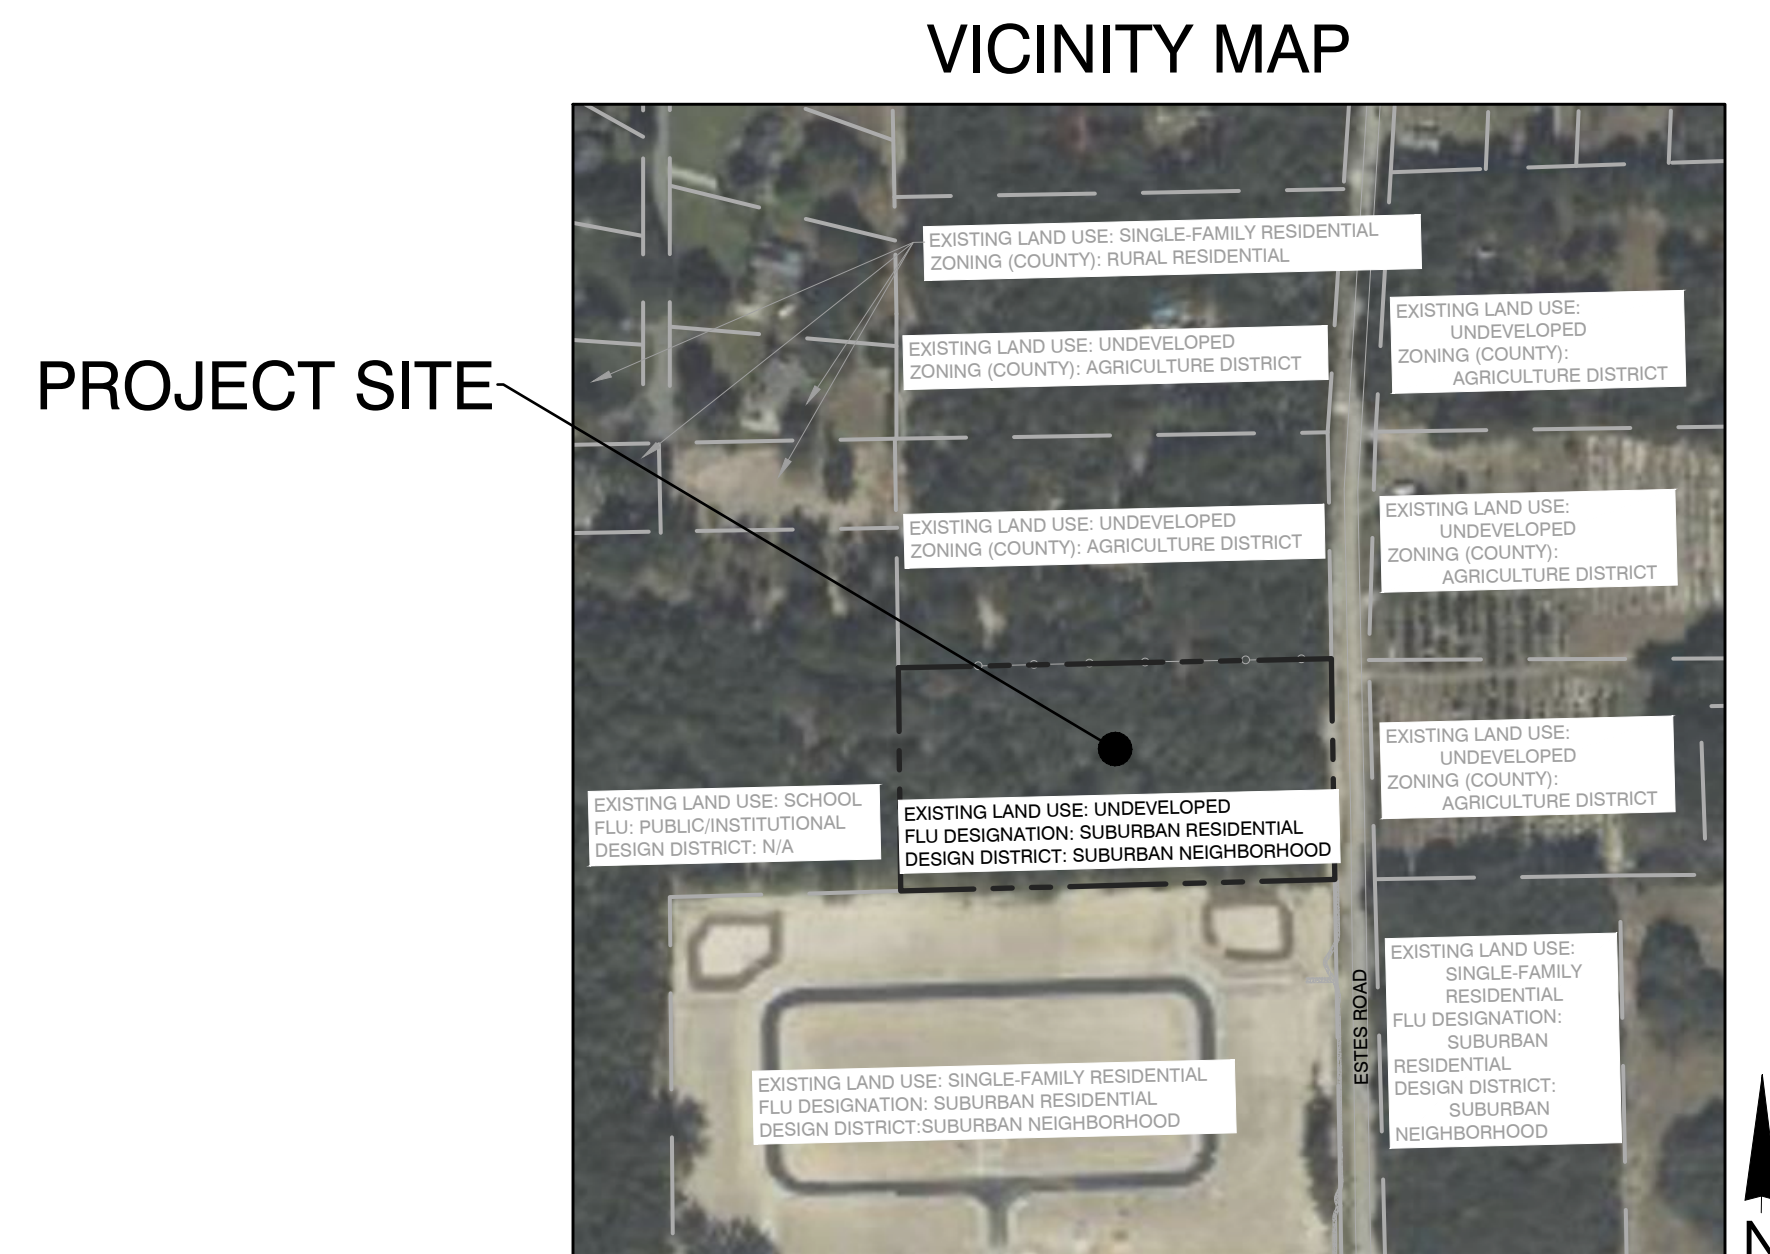 VICINITY MAP
PROJECT SITE
EXISTING LAND USE: SINGLE-FAMILY RESIDENTIAL
ZONING (COUNTY): RURAL RESIDENTIAL
EXISTING LAND USE: UNDEVELOPED
ZONING (COUNTY): AGRICULTURE DISTRICT
EXISTING LAND USE:
UNDEVELOPED
ZONING (COUNTY):
AGRICULTURE DISTRICT
EXISTING LAND USE: UNDEVELOPED
ZONING (COUNTY): AGRICULTURE DISTRICT
EXISTING LAND USE:
UNDEVELOPED
ZONING (COUNTY):
AGRICULTURE DISTRICT
EXISTING LAND USE:
UNDEVELOPED
ZONING (COUNTY):
AGRICULTURE DISTRICT
EXISTING LAND USE: SCHOOL
FLU: PUBLIC/INSTITUTIONAL
DESIGN DISTRICT: N/A
EXISTING LAND USE: UNDEVELOPED
FLU DESIGNATION: SUBURBAN RESIDENTIAL
DESIGN DISTRICT: SUBURBAN NEIGHBORHOOD
EXISTING LAND USE:
SINGLE-FAMILY
RESIDENTIAL
FLU DESIGNATION:
SUBURBAN
RESIDENTIAL
DESIGN DISTRICT:
SUBURBAN
NEIGHBORHOOD
ESTES ROAD
EXISTING LAND USE: SINGLE-FAMILY RESIDENTIAL
FLU DESIGNATION: SUBURBAN RESIDENTIAL
DESIGN DISTRICT:SUBURBAN NEIGHBORHOOD
N